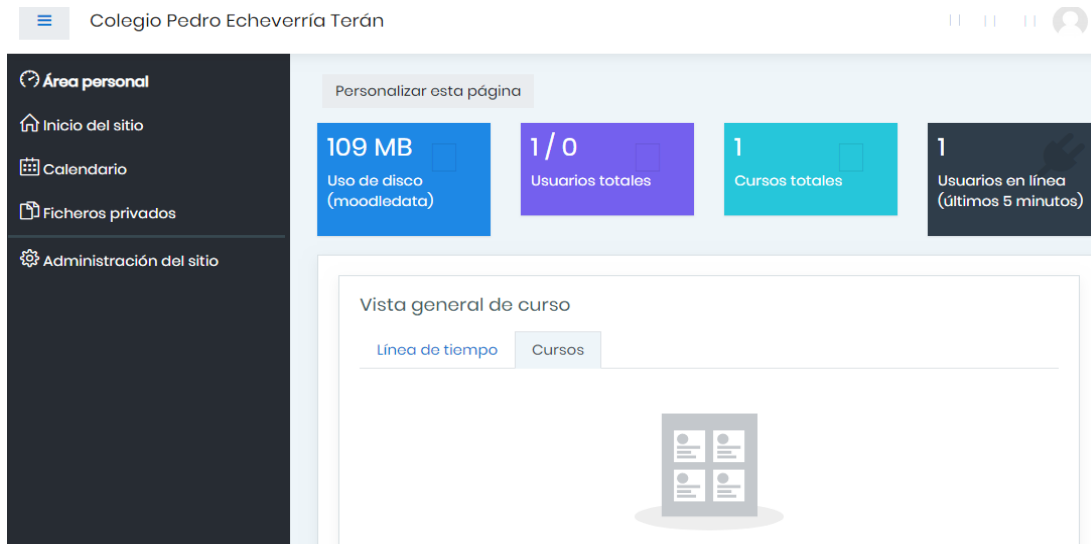 Colegio Pedro Echeverría Terán
Área personal
Inicio del sitio
Calendario
Ficheros privados
Administración del sitio
Personalizar esta página
109 MB
Uso de disco
(moodledata)
1 / 0
Usuarios totales
1
Cursos totales
1
Usuarios en línea
(últimos 5 minutos)
Vista general de curso
Línea de tiempo
Cursos